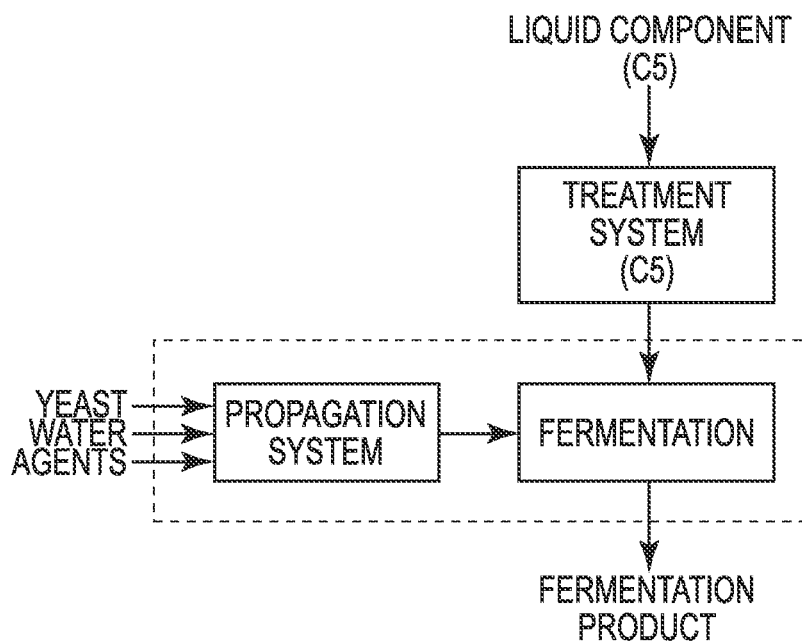 LIQUID COMPONENT
(C5)
TREATMENT
SYSTEM
(C5)
YEAST
WATER
AGENTS
PROPAGATION
SYSTEM
FERMENTATION
FERMENTATION
PRODUCT